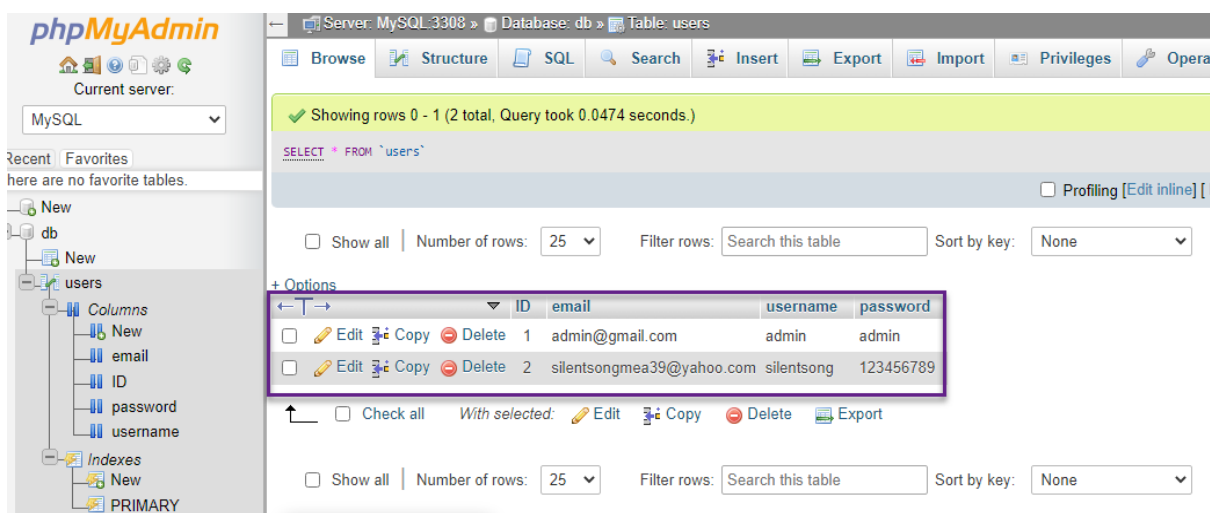 phpMyAdmin
Current server:
MySQL
Recent Favorites
here are no favorite tables.
New
db
New
users
Columns
New
email
ID
password
username
Indexes
New
PRIMARY
← Server: MySQL:3308 » Database: db » Table: users
Browse Structure SQL Search Insert Export Import Privileges Opera
Showing rows 0 - 1 (2 total, Query took 0.0474 seconds.)
SELECT * FROM `users`
Profiling [Edit inline] [
Show all | Number of rows: 25 Filter rows: Search this table Sort by key: None
+ Options
←T→ ▼ ID email username password
Edit Copy Delete 1 admin@gmail.com admin admin
Edit Copy Delete 2 silentsongmea39@yahoo.com silentsong 123456789
Check all With selected: Edit Copy Delete Export
Show all | Number of rows: 25 Filter rows: Search this table Sort by key: None